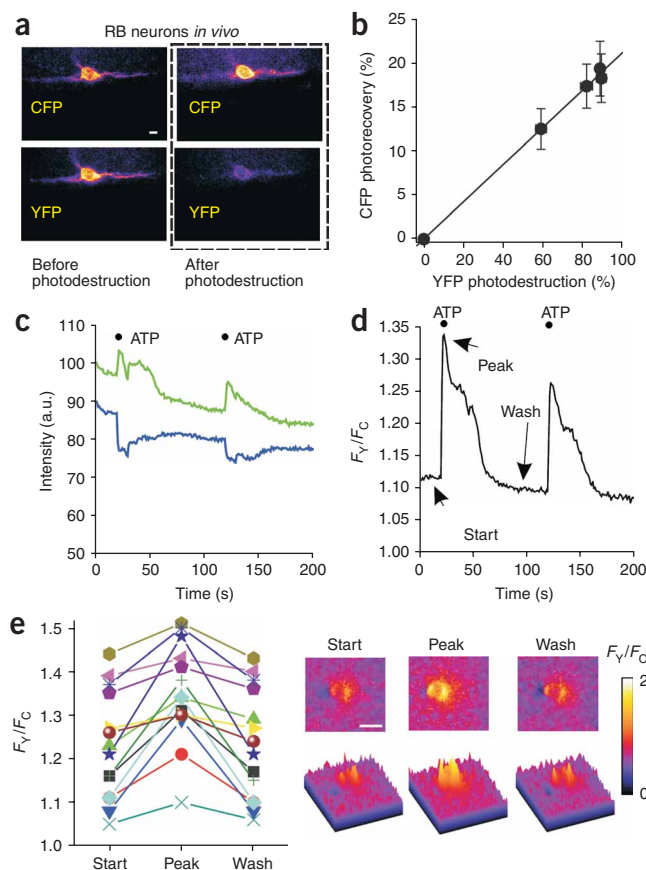 a
RB neurons in vivo
CFP
CFP
YFP
YFP
Before
photodestruction
After
photodestruction
b
CFP photorecovery (%)
25
20
15
10
5
0
0 20 40 60 80 100
YFP photodestruction (%)
c
Intensity (a.u.)
110
100
90
80
70
60
50
ATP
ATP
0 50 100 150 200
Time (s)
d
FY/FC
1.35
1.30
1.25
1.20
1.15
1.10
1.00
ATP
ATP
Peak
Wash
Start
0 50 100 150 200
Time (s)
e
FY/FC
1.5
1.4
1.3
1.2
1.1
1.0
Start Peak Wash
Start Peak Wash
FY/FC
2
0